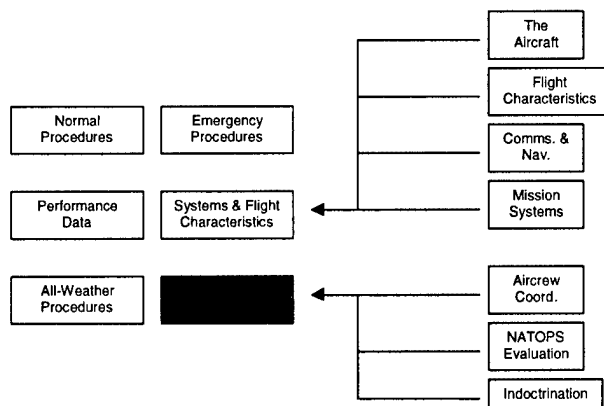 The
Aircraft
Flight
Characteristics
Normal
Procedures
Emergency
Procedures
Comms. &
Nav.
Performance
Data
Systems & Flight
Characteristics
Mission
Systems
All-Weather
Procedures
Aircrew
Coord.
NATOPS
Evaluation
Indoctrination